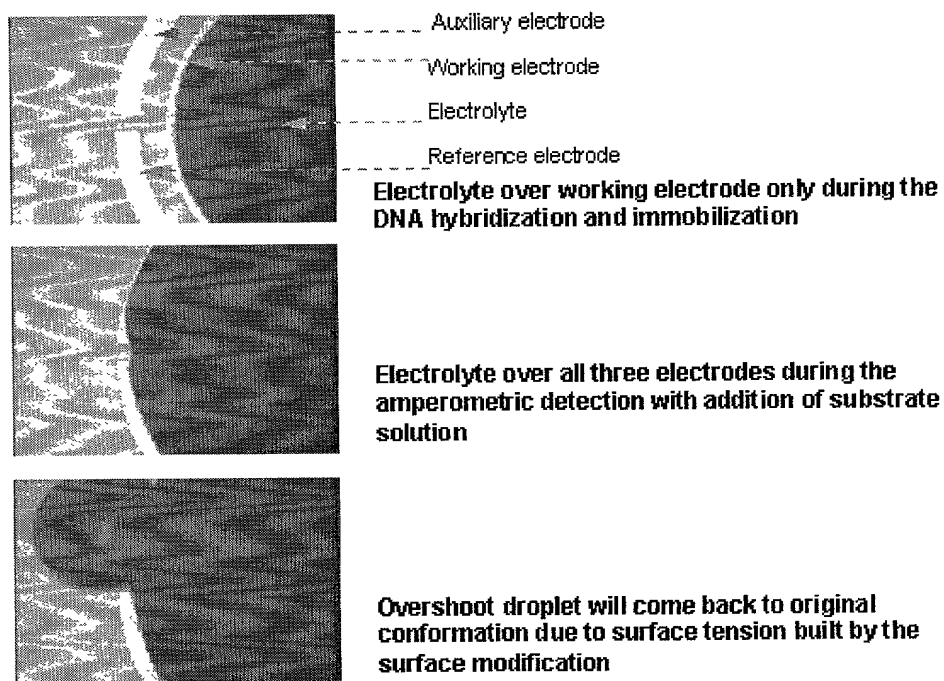 Auxiliary electrode
Working electrode
Electrolyte
Reference electrode
Electrolyte over working electrode only during the
DNA hybridization and immobilization
Electrolyte over all three electrodes during the
amperometric detection with addition of substrate
solution
Overshoot droplet will come back to original
conformation due to surface tension built by the
surface modification